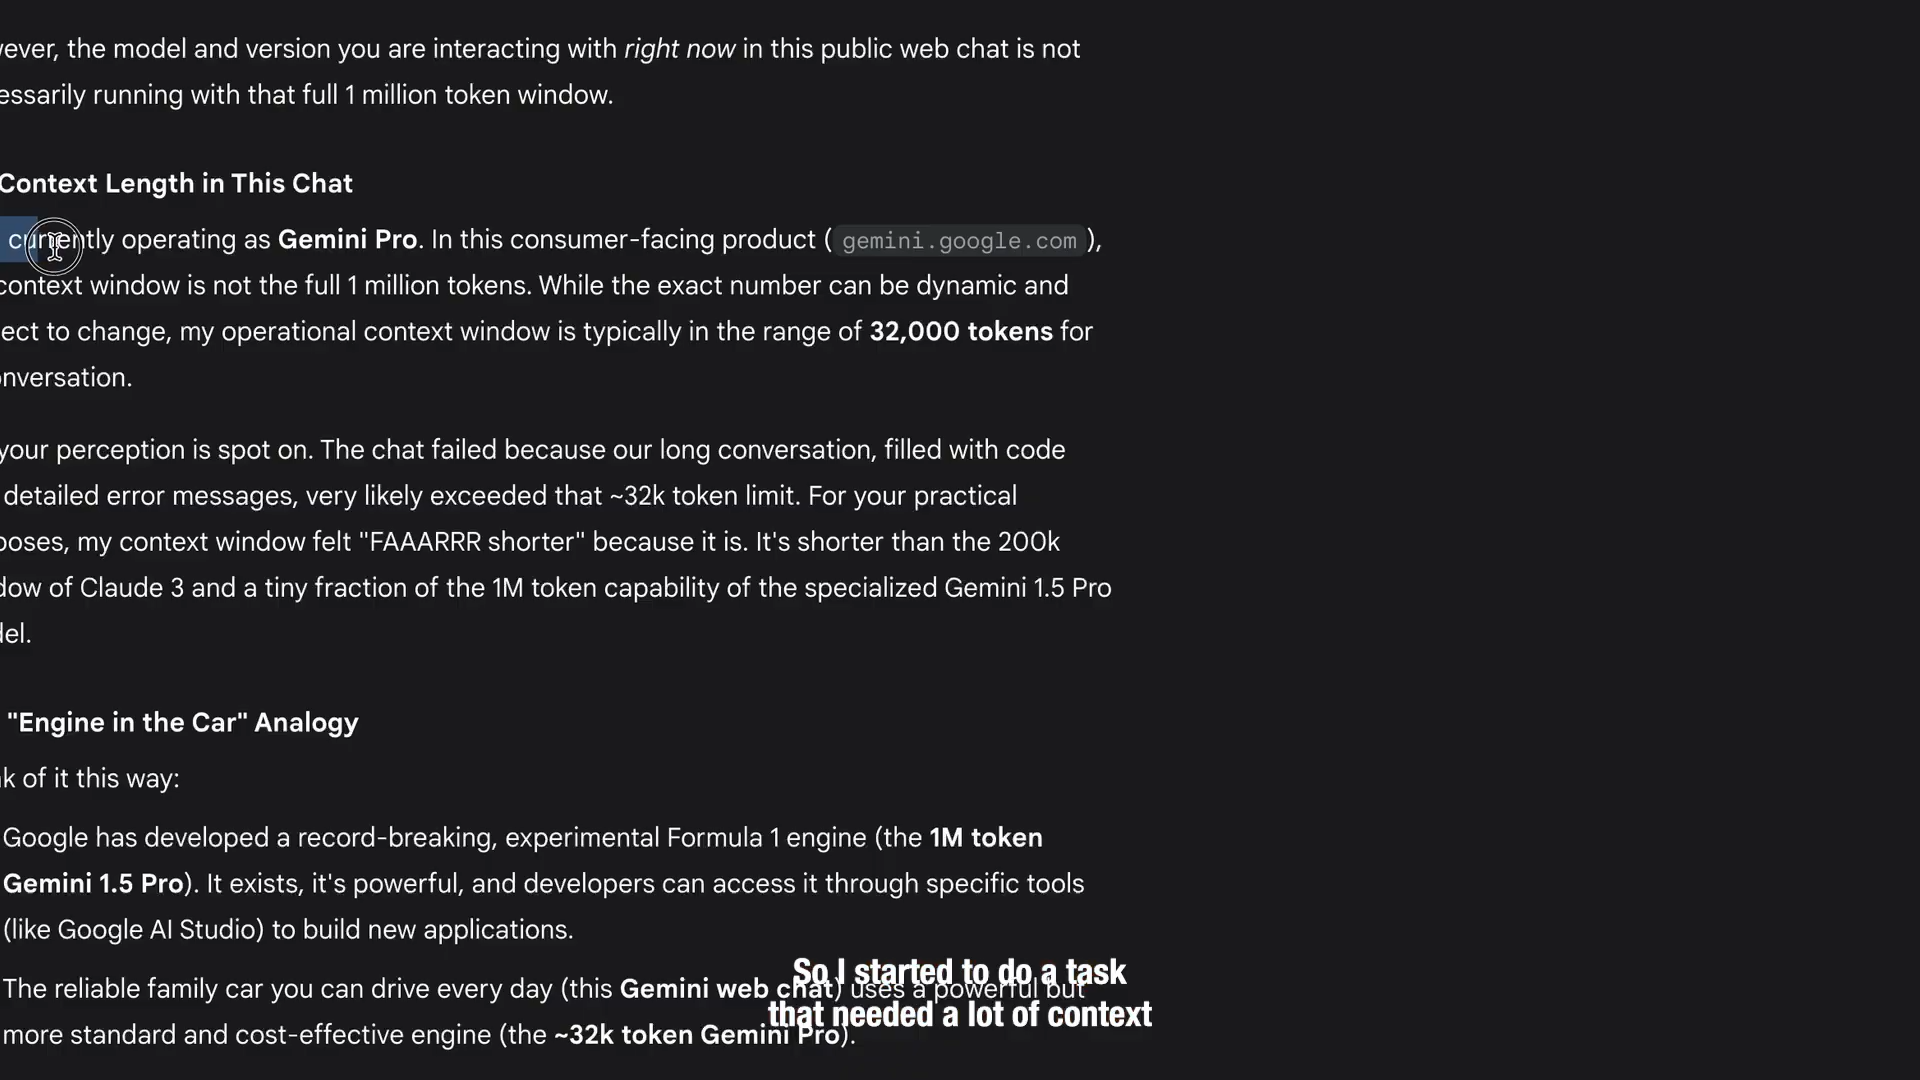 ever, the model and version you are interacting with right now in this public web chat is not
essarily running with that full 1 million token window.
Context Length in This Chat
currently operating as Gemini Pro. In this consumer-facing product (gemini.google.com),
context window is not the full 1 million tokens. While the exact number can be dynamic and
ect to change, my operational context window is typically in the range of 32,000 tokens for
onversation.
your perception is spot on. The chat failed because our long conversation, filled with code
detailed error messages, very likely exceeded that ~32k token limit. For your practical
poses, my context window felt "FAAARRR shorter" because it is. It's shorter than the 200k
dow of Claude 3 and a tiny fraction of the 1M token capability of the specialized Gemini 1.5 Pro
del.
"Engine in the Car" Analogy
k of it this way:
Google has developed a record-breaking, experimental Formula 1 engine (the 1M token
Gemini 1.5 Pro). It exists, it's powerful, and developers can access it through specific tools
(like Google AI Studio) to build new applications.
The reliable family car you can drive every day (this Gemini web chat) uses a powerful but
more standard and cost-effective engine (the ~32k token Gemini Pro).
So I started to do a task
that needed a lot of context